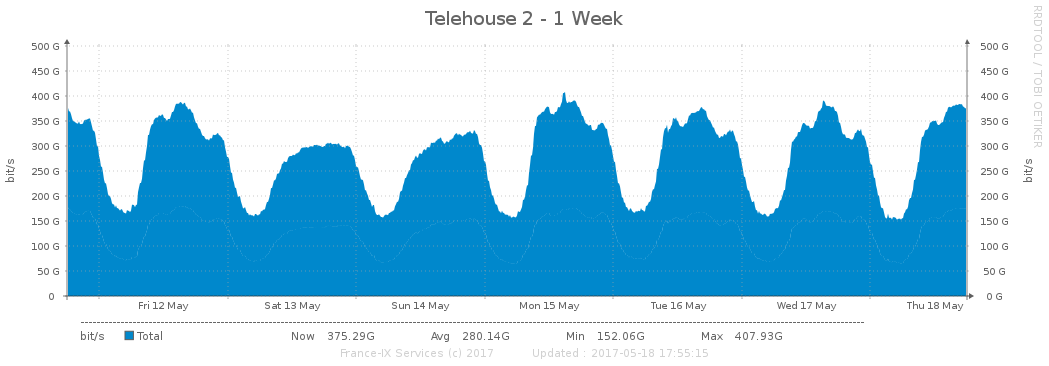 Telehouse 2 - 1 Week
RRDTOOL / TOBI OETIKER
500 G 500 G
450 G 450 G
400 G 400 G
350 G 350 G
300 G 300 G
250 G 250 G
200 G 200 G
150 G 150 G
100 G 100 G
50 G 50 G
0 0 G
bit/s bit/s
Fri 12 May Sat 13 May Sun 14 May Mon 15 May Tue 16 May Wed 17 May Thu 18 May
bit/s Total Now 375.29G Avg 280.14G Min 152.06G Max 407.93G
France-IX Services (c) 2017 Updated : 2017-05-18 17:55:15